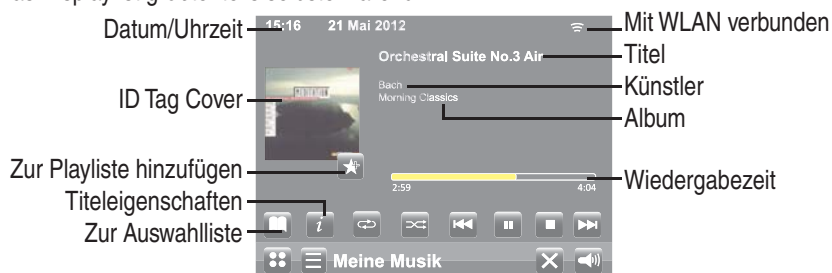 Datum/Uhrzeit
15:16 21 Mai 2012
Mit WLAN verbunden
Orchestral Suite No.3 Air
Titel
ID Tag Cover
Bach
Künstler
Morning Classics
Album
Zur Playliste hinzufügen
2:59 4:04
Wiedergabezeit
Titeleigenschaften
i
Zur Auswahlliste
Meine Musik